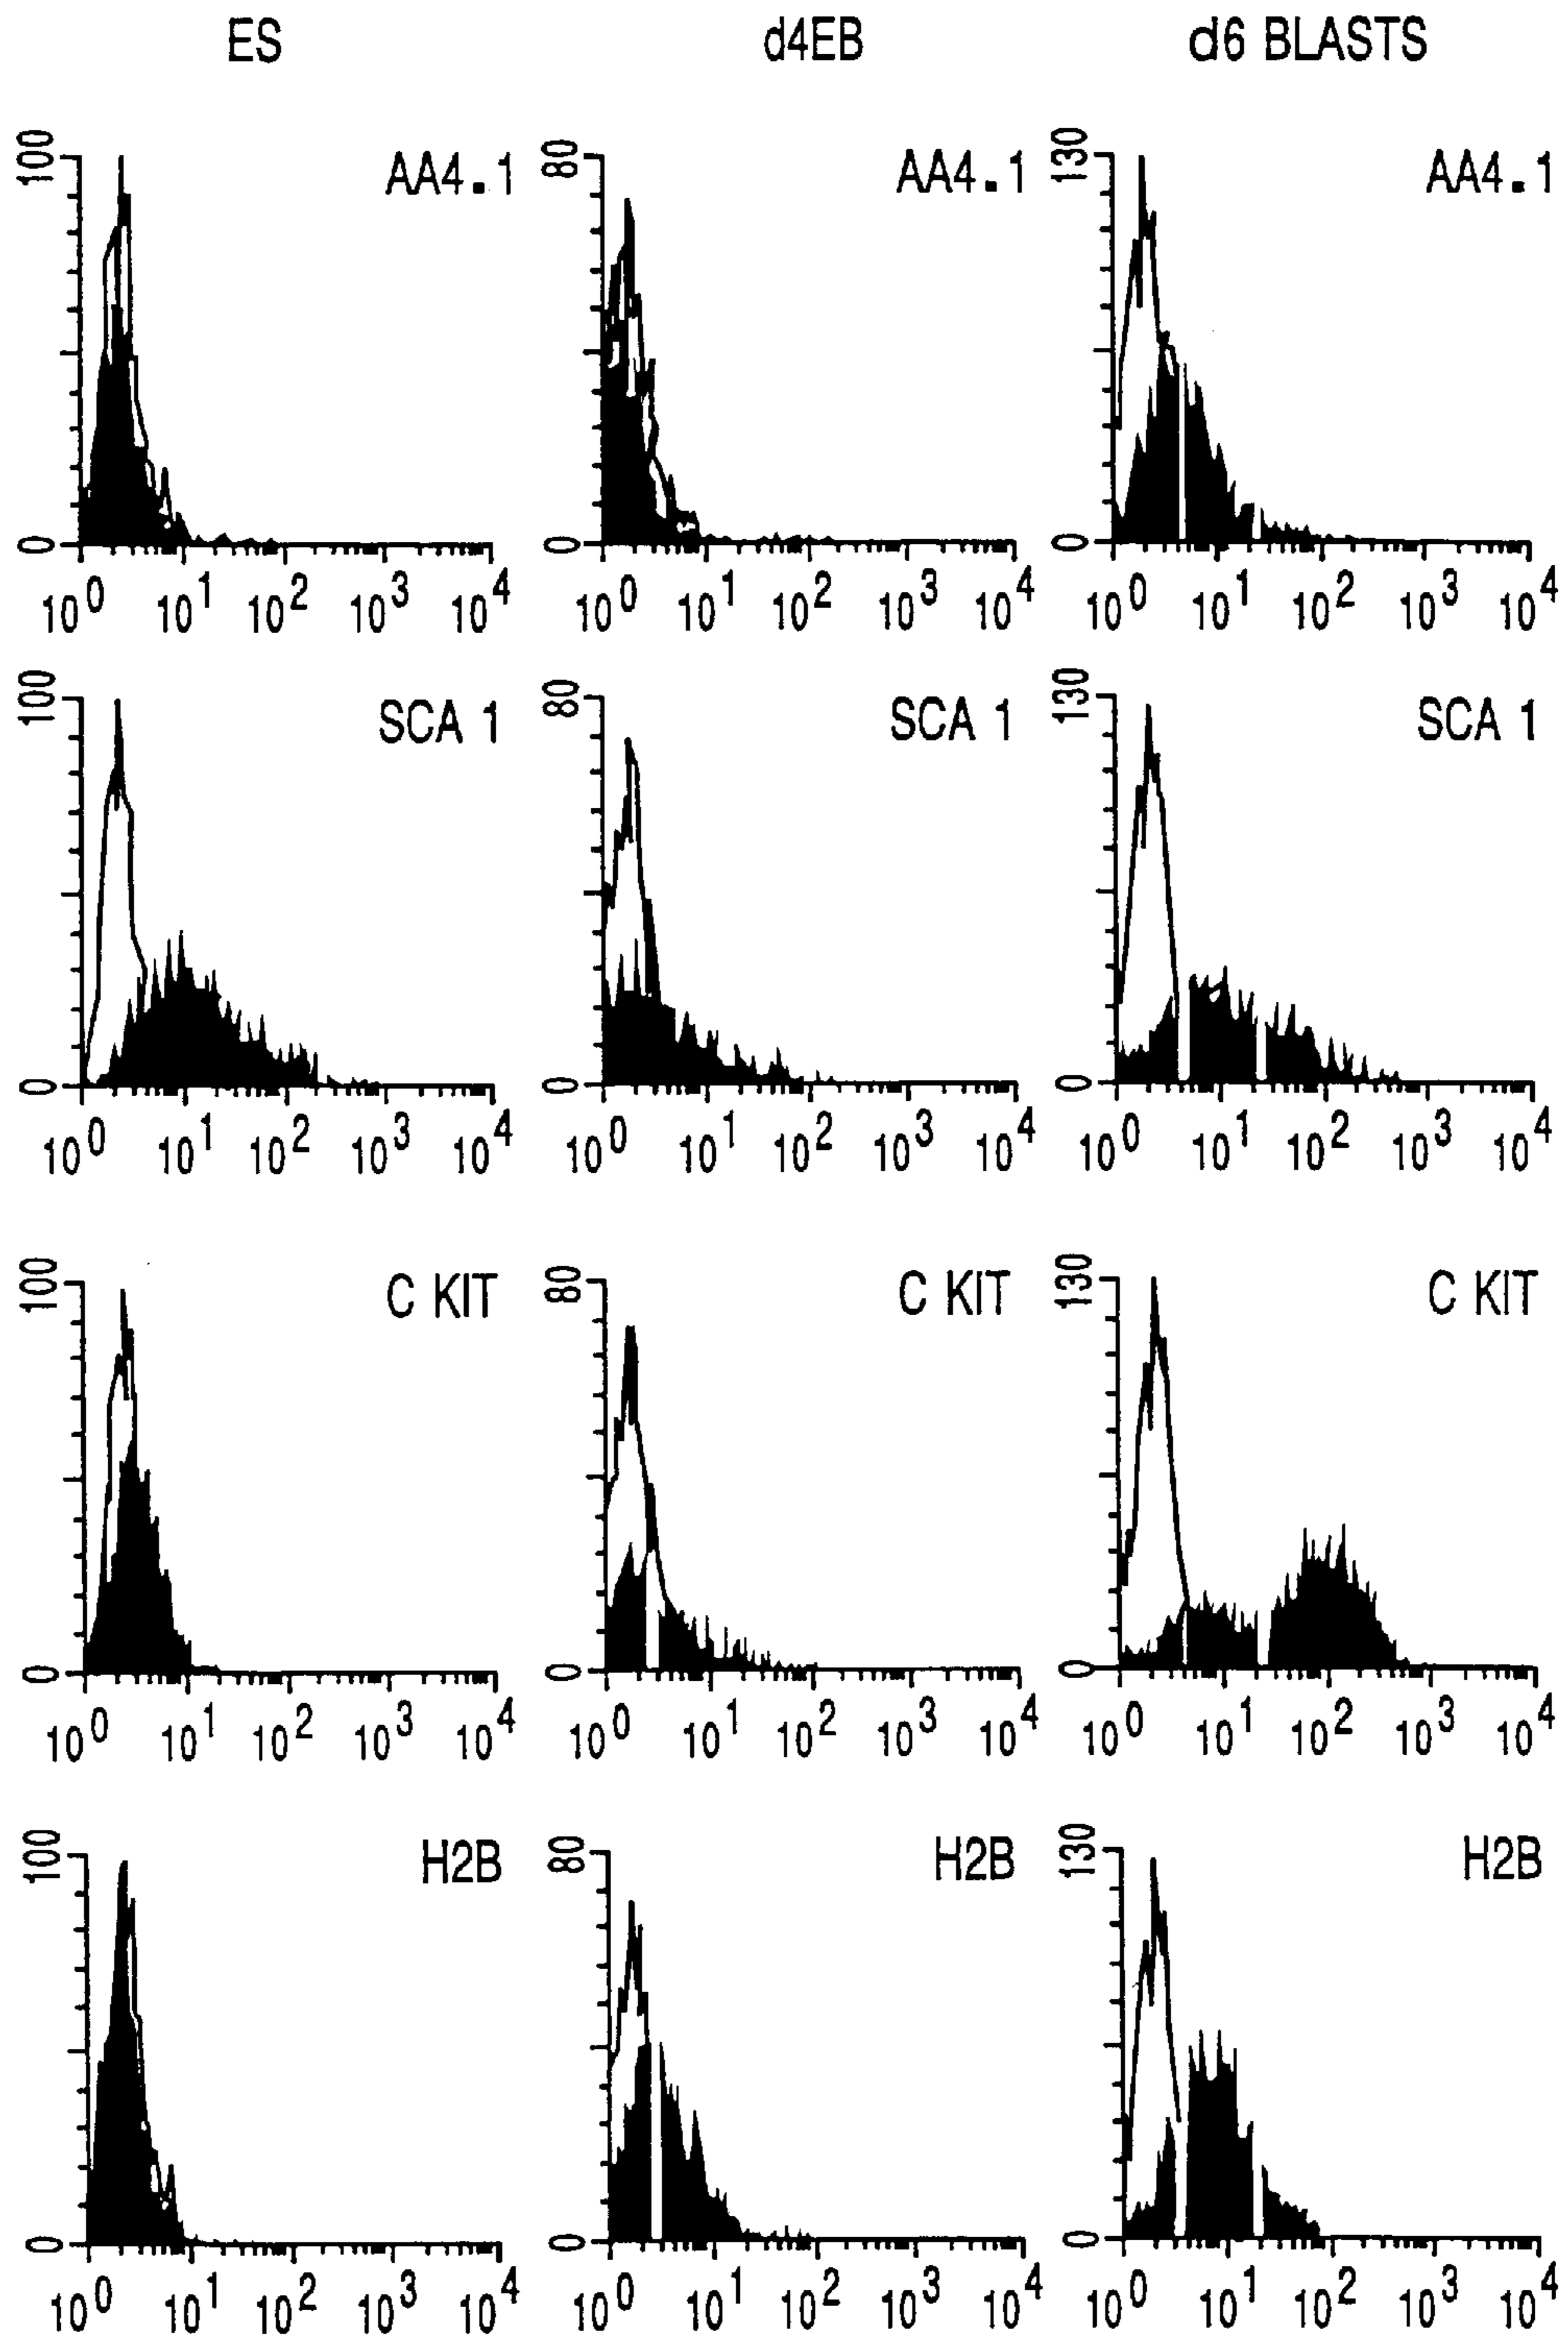 ES d4EB d6 BLASTS
100 AA4.1 80 AA4.1 130 AA4.1
0 0 0
10^0 10^1 10^2 10^3 10^4 10^0 10^1 10^2 10^3 10^4 10^0 10^1 10^2 10^3 10^4
100 SCA 1 80 SCA 1 130 SCA 1
0 0 0
10^0 10^1 10^2 10^3 10^4 10^0 10^1 10^2 10^3 10^4 10^0 10^1 10^2 10^3 10^4
100 C KIT 80 C KIT 130 C KIT
0 0 0
10^0 10^1 10^2 10^3 10^4 10^0 10^1 10^2 10^3 10^4 10^0 10^1 10^2 10^3 10^4
100 H2B 80 H2B 130 H2B
0 0 0
10^0 10^1 10^2 10^3 10^4 10^0 10^1 10^2 10^3 10^4 10^0 10^1 10^2 10^3 10^4